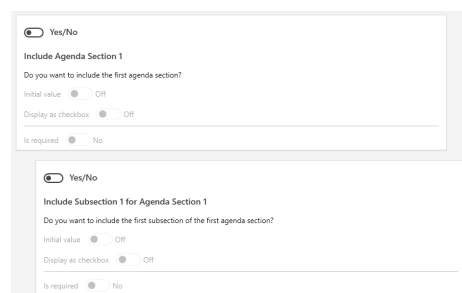 Yes/No
Include Agenda Section 1
Do you want to include the first agenda section?
Initial value Off
Display as checkbox Off
Is required No
Yes/No
Include Subsection 1 for Agenda Section 1
Do you want to include the first subsection of the first agenda section?
Initial value Off
Display as checkbox Off
Is required No